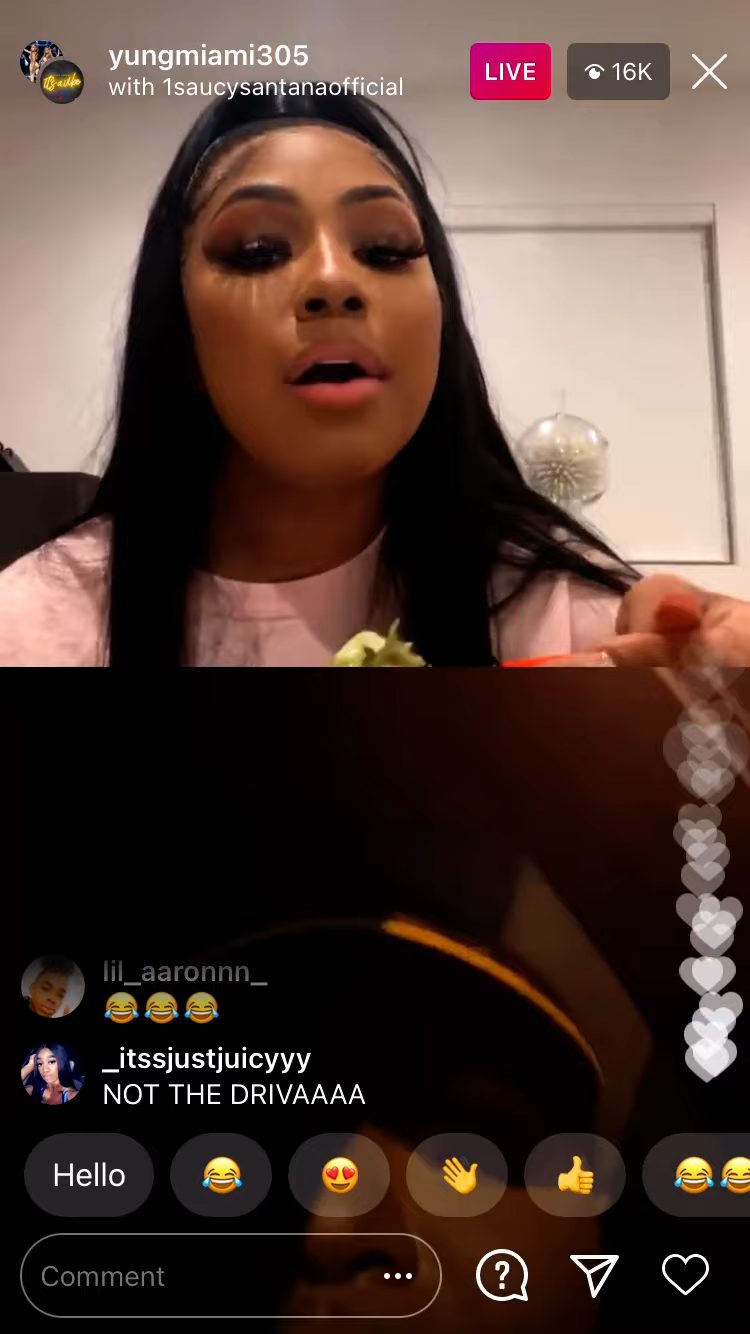 yungmiami305
with 1saucysantanaofficial
LIVE
16K
lil_aaronnn_
😂😂😂
_itssjustjuicyyy
NOT THE DRIVAAAA
Hello
Comment